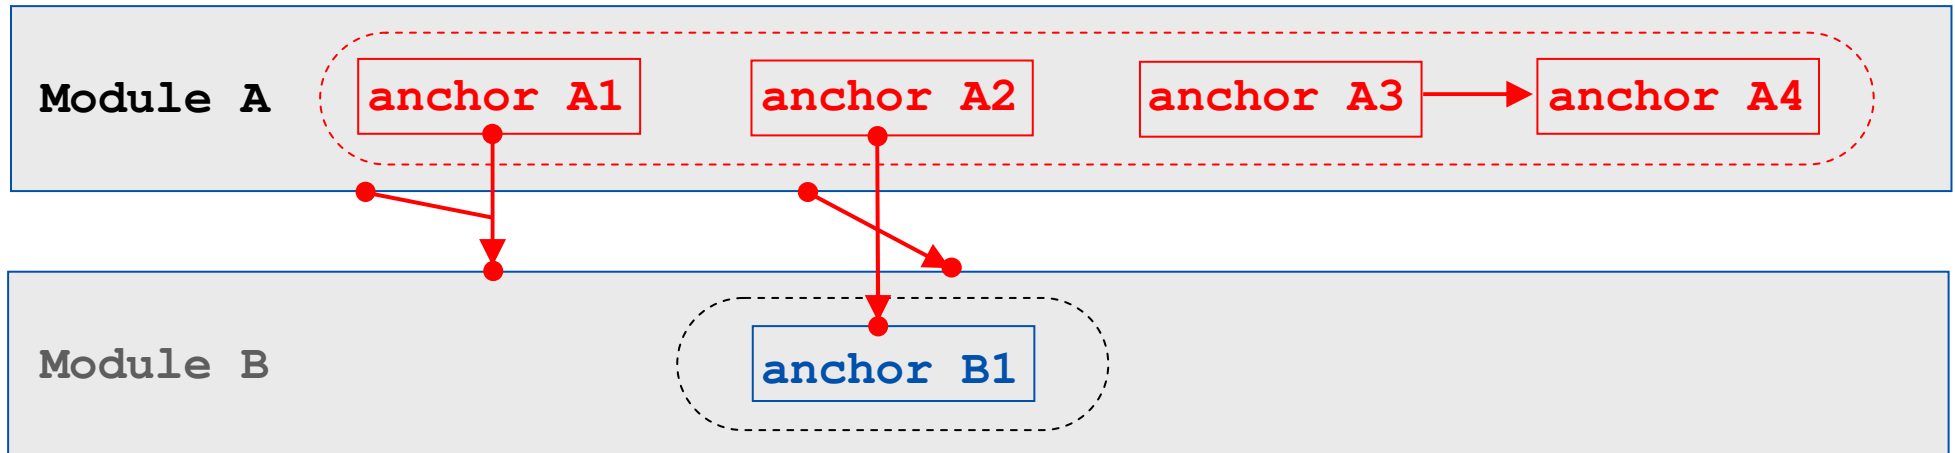 Module A anchor A1 anchor A2 anchor A3 anchor A4
Module B anchor B1